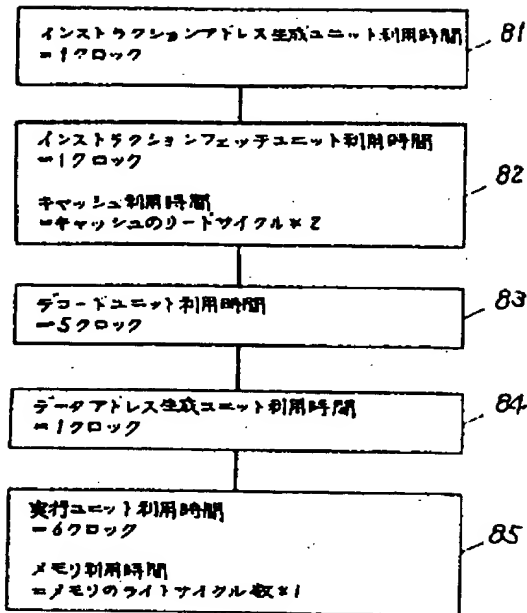 インストラクションアドレス生成ユニット利用時間
=1クロック
81
インストラクションフェッチユニット利用時間
=1クロック
キャッシュ利用時間
=キャッシュのリードサイクル×2
82
デコードユニット利用時間
=5クロック
83
データアドレス生成ユニット利用時間
=1クロック
84
実行ユニット利用時間
=6クロック
メモリ利用時間
=メモリのライトサイクル数×1
85